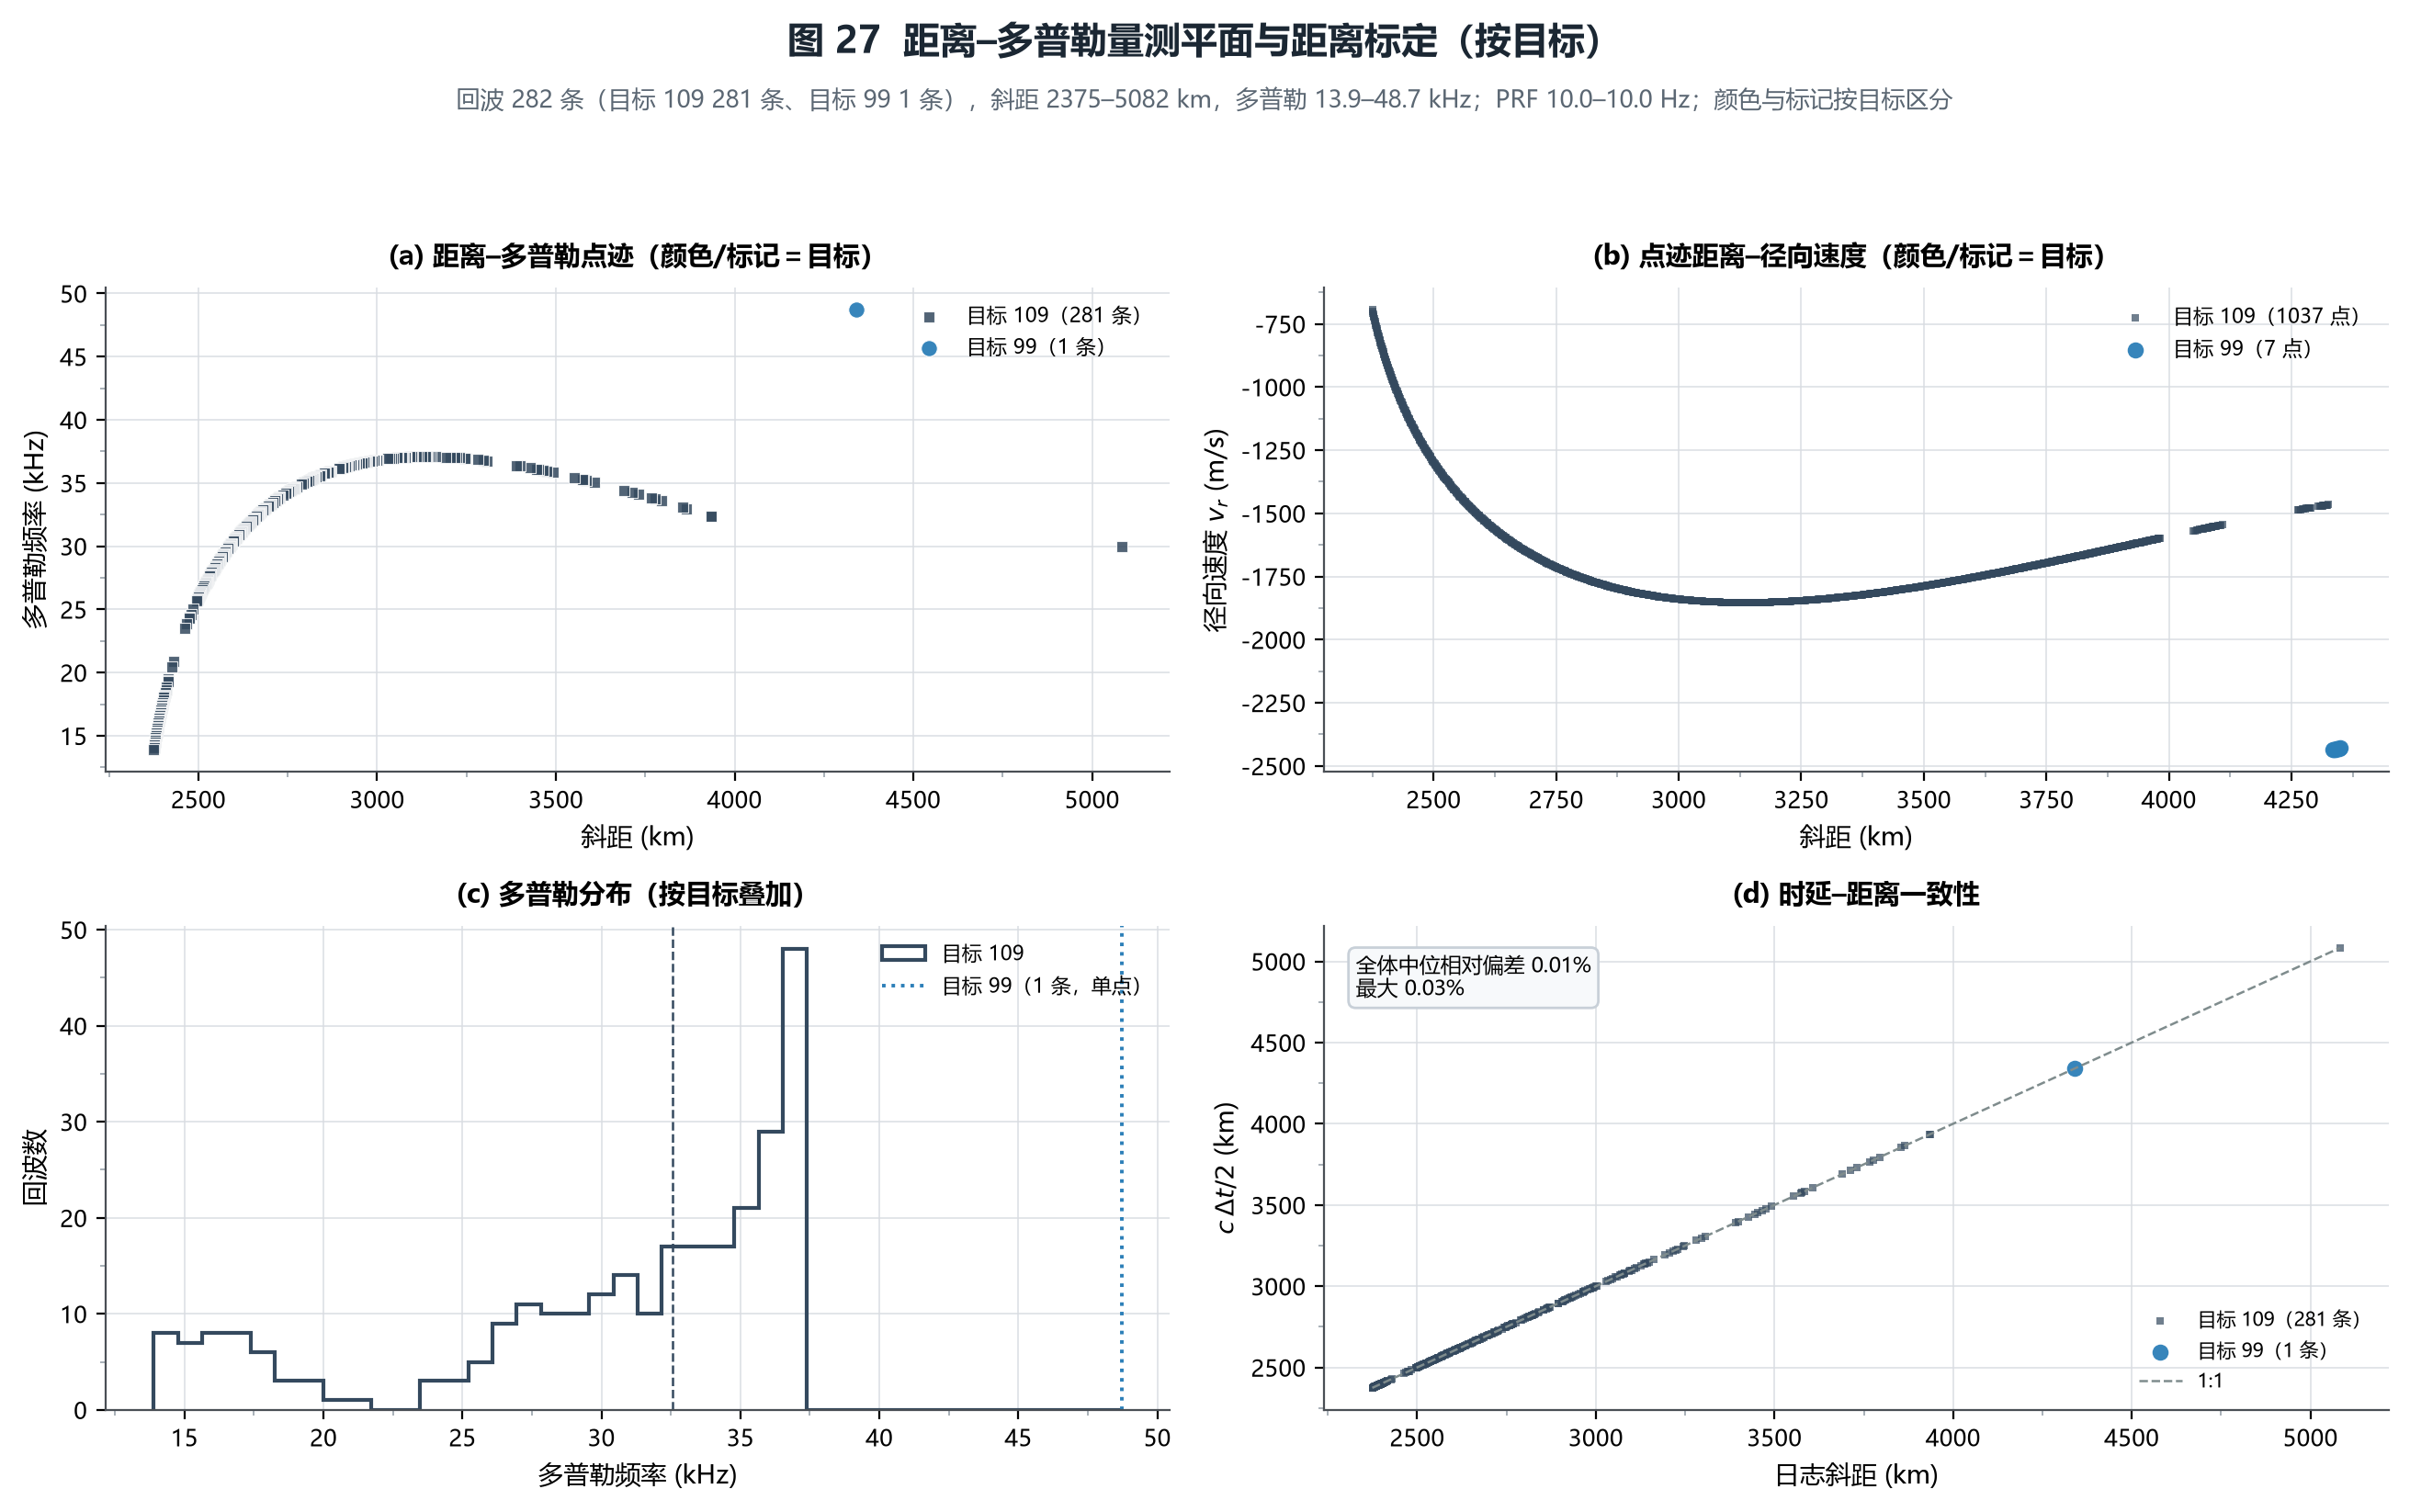 图 27 距离–多普勒量测平面与距离标定（按目标）
回波 282 条（目标 109 281 条、目标 99 1 条），斜距 2375–5082 km，多普勒 13.9–48.7 kHz；PRF 10.0–10.0 Hz；颜色与标记按目标区分
(a) 距离–多普勒点迹（颜色/标记 = 目标）
50
45
40
35
30
25
20
15
多普勒频率 (kHz)
目标 109（281 条）
目标 99（1 条）
2500 3000 3500 4000 4500 5000
斜距 (km)
(b) 点迹距离–径向速度（颜色/标记 = 目标）
-750
-1000
-1250
-1500
-1750
-2000
-2250
-2500
径向速度 vr (m/s)
目标 109（1037 点）
目标 99（7 点）
2500 2750 3000 3250 3500 3750 4000 4250
斜距 (km)
(c) 多普勒分布（按目标叠加）
50
40
30
20
10
0
回波数
目标 109
目标 99（1 条，单点）
15 20 25 30 35 40 45 50
多普勒频率 (kHz)
(d) 时延–距离一致性
5000
4500
4000
3500
3000
2500
c Δt/2 (km)
全体中位相对偏差 0.01%
最大 0.03%
目标 109（281 条）
目标 99（1 条）
1:1
2500 3000 3500 4000 4500 5000
日志斜距 (km)